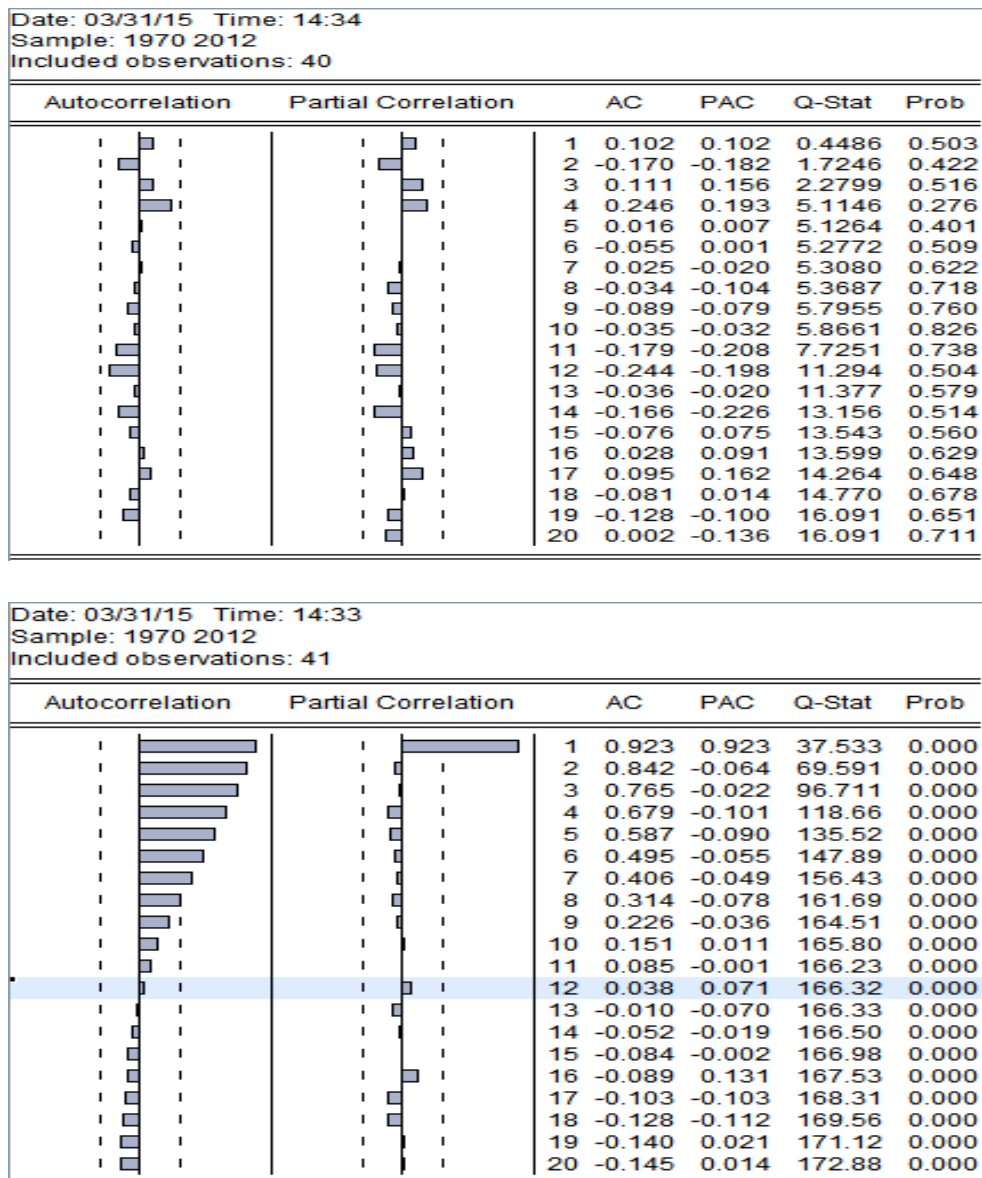 Date: 03/31/15 Time: 14:34
Sample: 1970 2012
Included observations: 40
Autocorrelation Partial Correlation AC PAC Q-Stat Prob
1 0.102 0.102 0.4486 0.503
2 -0.170 -0.182 1.7246 0.422
3 0.111 0.156 2.2799 0.516
4 0.246 0.193 5.1146 0.276
5 0.016 0.007 5.1264 0.401
6 -0.055 0.001 5.2772 0.509
7 0.025 -0.020 5.3080 0.622
8 -0.034 -0.104 5.3687 0.718
9 -0.089 -0.079 5.7955 0.760
10 -0.035 -0.032 5.8661 0.826
11 -0.179 -0.208 7.7251 0.738
12 -0.244 -0.198 11.294 0.504
13 -0.036 -0.020 11.377 0.579
14 -0.166 -0.226 13.156 0.514
15 -0.076 0.075 13.543 0.560
16 0.028 0.091 13.599 0.629
17 0.095 0.162 14.264 0.648
18 -0.081 0.014 14.770 0.678
19 -0.128 -0.100 16.091 0.651
20 0.002 -0.136 16.091 0.711
Date: 03/31/15 Time: 14:33
Sample: 1970 2012
Included observations: 41
Autocorrelation Partial Correlation AC PAC Q-Stat Prob
1 0.923 0.923 37.533 0.000
2 0.842 -0.064 69.591 0.000
3 0.765 -0.022 96.711 0.000
4 0.679 -0.101 118.66 0.000
5 0.587 -0.090 135.52 0.000
6 0.495 -0.055 147.89 0.000
7 0.406 -0.049 156.43 0.000
8 0.314 -0.078 161.69 0.000
9 0.226 -0.036 164.51 0.000
10 0.151 0.011 165.80 0.000
11 0.085 -0.001 166.23 0.000
12 0.038 0.071 166.32 0.000
13 -0.010 -0.070 166.33 0.000
14 -0.052 -0.019 166.50 0.000
15 -0.084 -0.002 166.98 0.000
16 -0.089 0.131 167.53 0.000
17 -0.103 -0.103 168.31 0.000
18 -0.128 -0.112 169.56 0.000
19 -0.140 0.021 171.12 0.000
20 -0.145 0.014 172.88 0.000